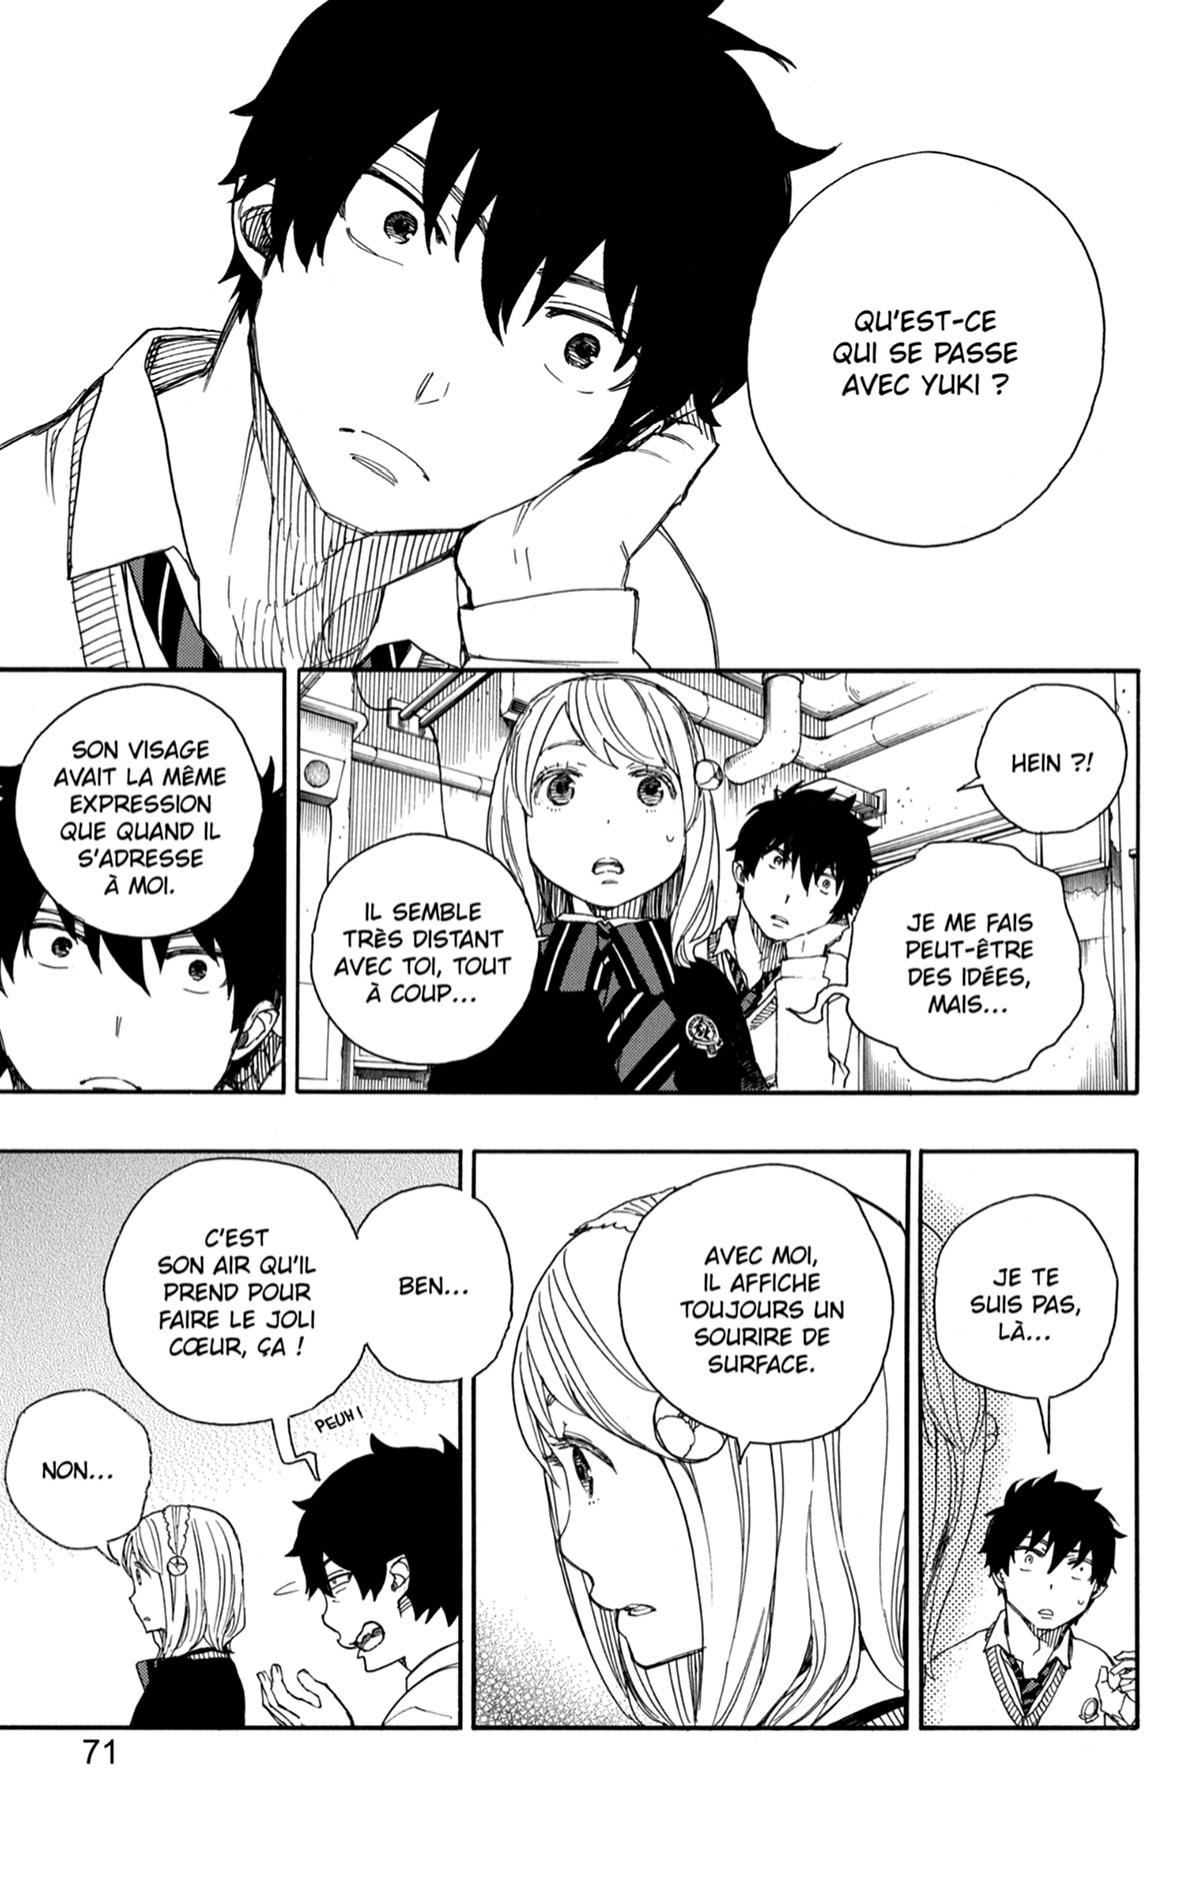 QU'EST-CE
QUI SE PASSE
AVEC YUKI ?
HEIN ?!
JE ME FAIS
PEUT-ÊTRE
DES IDÉES,
MAIS...
IL SEMBLE
TRÈS DISTANT
AVEC TOI, TOUT
À COUP...
SON VISAGE
AVAIT LA MÊME
EXPRESSION
QUE QUAND IL
S'ADRESSE
À MOI.
JE TE
SUIS PAS,
LÀ...
AVEC MOI,
IL AFFICHE
TOUJOURS UN
SOURIRE DE
SURFACE.
BEN...
C'EST
SON AIR QU'IL
PREND POUR
FAIRE LE JOLI
CŒUR, ÇA !
PEUH !
NON...
71